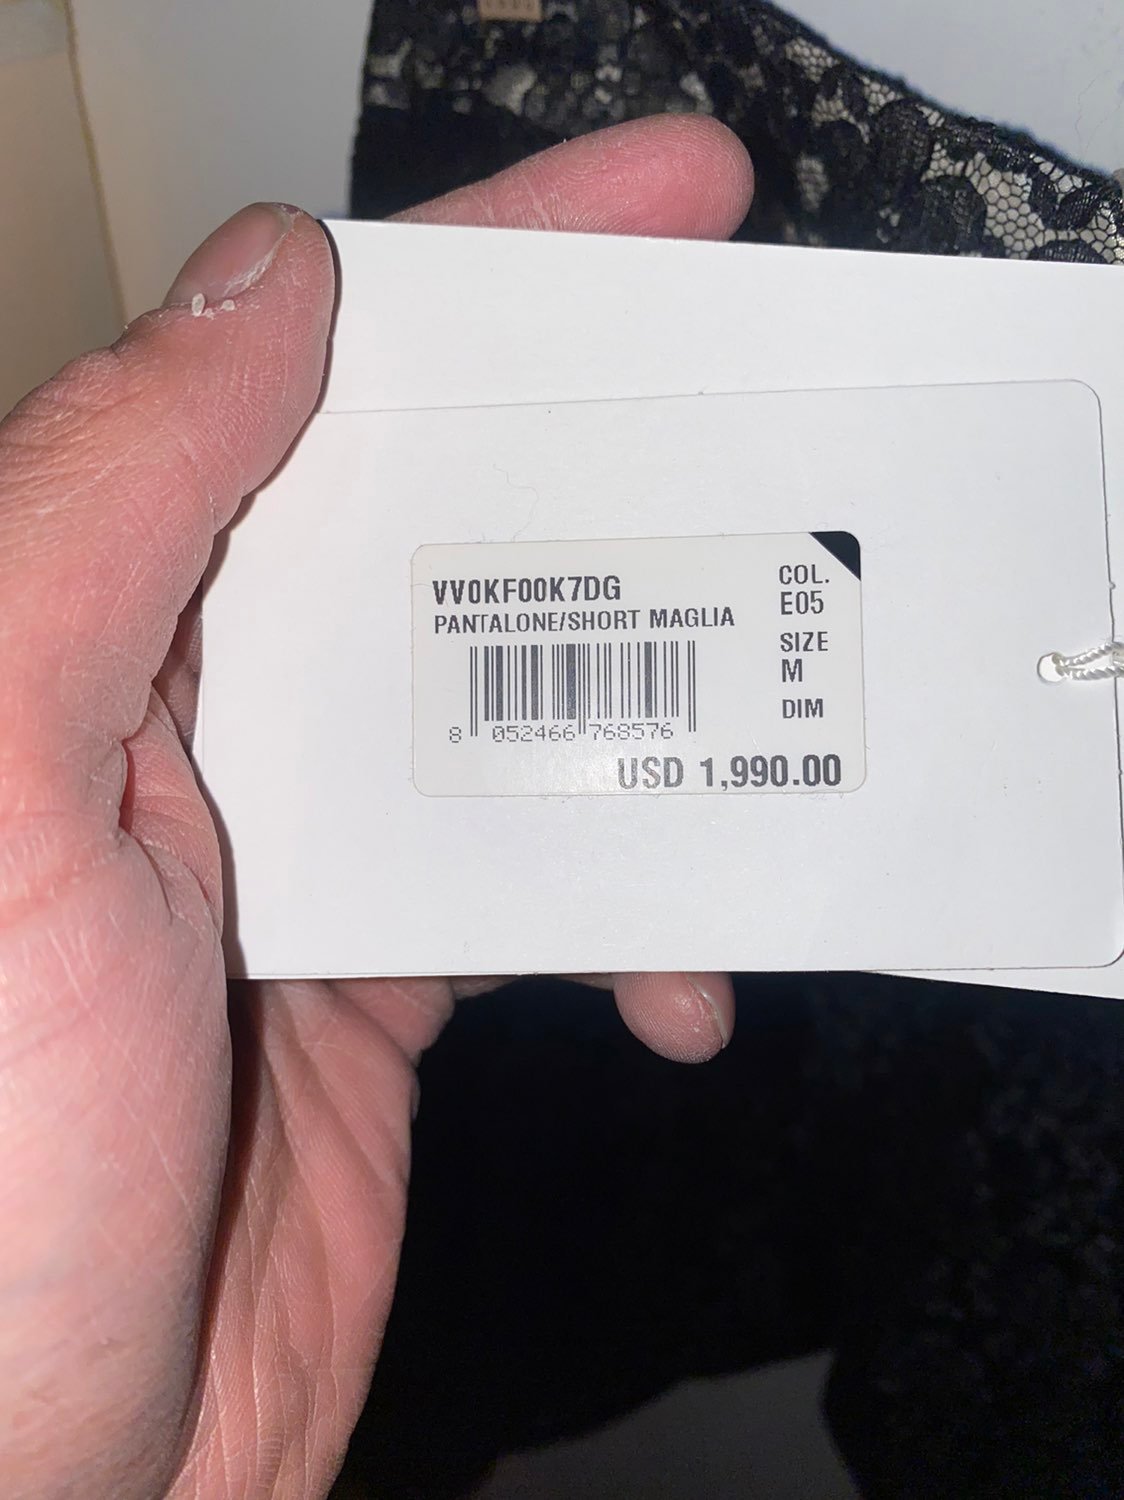 VV0KF00K7DG
PANTALONE/SHORT MAGLIA
COL.
E05
SIZE
M
DIM
8 052466 768576
USD 1,990.00